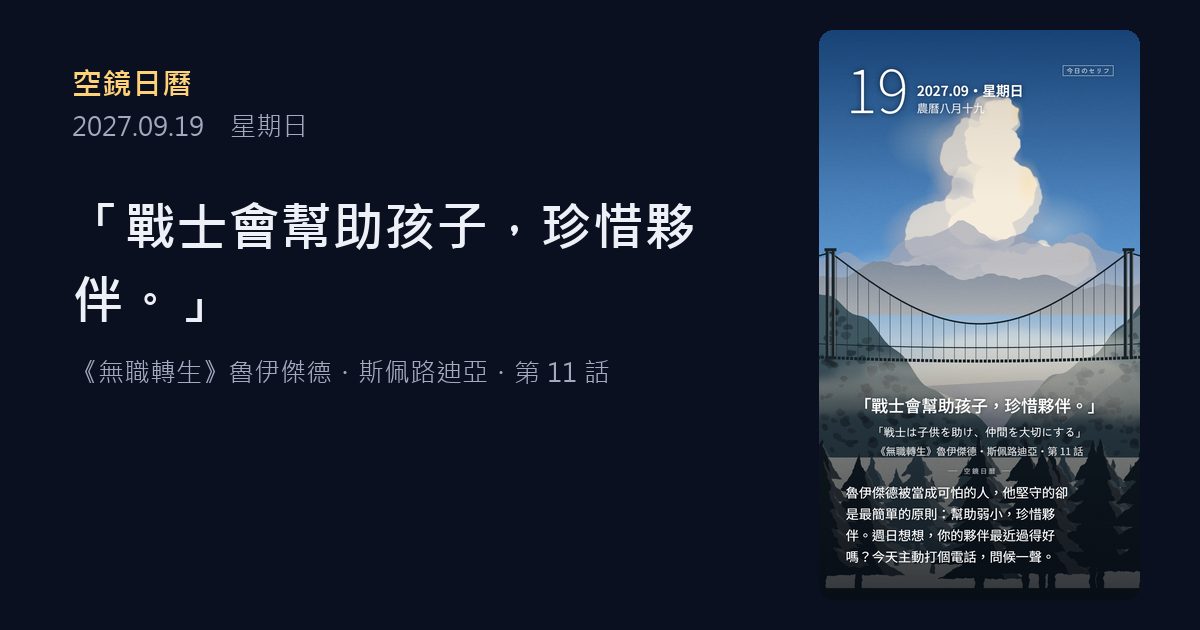 空鏡日曆
2027.09.19 星期日
「戰士會幫助孩子，珍惜夥
伴。」
《無職轉生》魯伊傑德・斯佩路迪亞・第 11 話
今日のセリフ
19
2027.09・星期日
農曆八月十九
「戰士會幫助孩子，珍惜夥伴。」
「戦士は子供を助け、仲間を大切にする」
《無職轉生》魯伊傑德・斯佩路迪亞・第 11 話
— 空鏡日曆 —
魯伊傑德被當成可怕的人，他堅守的卻
是最簡單的原則：幫助弱小，珍惜夥
伴。週日想想，你的夥伴最近過得好
嗎？今天主動打個電話，問候一聲。